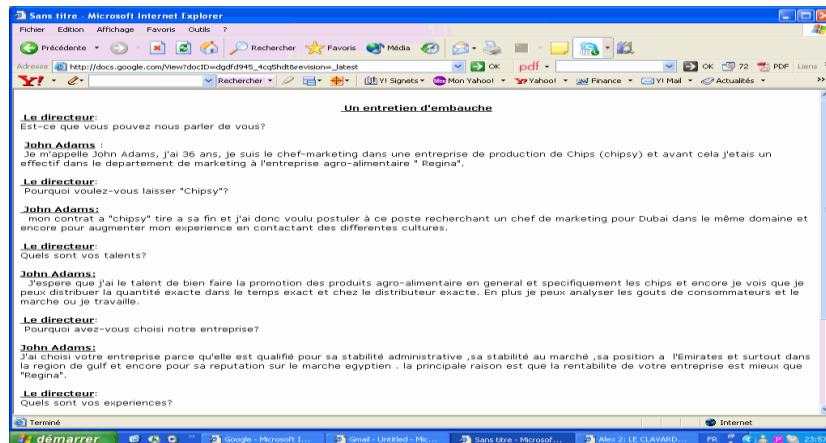 Sans titre - Microsoft Internet Explorer
Fichier Edition Affichage Favoris Outils ?
Précédente Rechercher Favoris Média
Adresse http://docs.google.com/View?docID=dgdfd945_4cq5hdt&revision=_latest OK pdf OK 72 PDF Liens
Y! Rechercher Y! Signets Mon Yahoo! Yahoo! Finance Y! Mail Actualités »
Un entretien d'embauche
Le directeur:
Est-ce que vous pouvez nous parler de vous?
John Adams :
Je m'appelle John Adams, j'ai 36 ans, je suis le chef-marketing dans une entreprise de production de Chips (chipsy) et avant cela j'etais un
effectif dans le departement de marketing à l'entreprise agro-alimentaire " Regina".
Le directeur:
Pourquoi voulez-vous laisser "Chipsy"?
John Adams:
mon contrat a "chipsy" tire a sa fin et j'ai donc voulu postuler à ce poste recherchant un chef de marketing pour Dubai dans le même domaine et
encore pour augmenter mon experience en contactant des differentes cultures.
Le directeur:
Quels sont vos talents?
John Adams:
J'espere que j'ai le talent de bien faire la promotion des produits agro-alimentaire en general et specifiquement les chips et encore je vois que je
peux distribuer la quantité exacte dans le temps exact et chez le distributeur exacte. En plus je peux analyser les gouts de consommateurs et le
marche ou je travaille.
Le directeur:
Pourquoi avez-vous choisi notre entreprise?
John Adams:
J'ai choisi votre entreprise parce qu'elle est qualifié pour sa stabilité administrative ,sa stabilité au marché ,sa position a l'Emirates et surtout dans
la region de gulf et encore pour sa reputation sur le marche egyptien . la principale raison est que la rentabilite de votre entreprise est mieux que
"Regina".
Le directeur:
Quels sont vos experiences?
Terminé Internet
démarrer Google - Microsoft I... Gmail - Untitled - Mic... Sans titre - Microsof... Alex 2: LE CLAVARD... FR 23:57